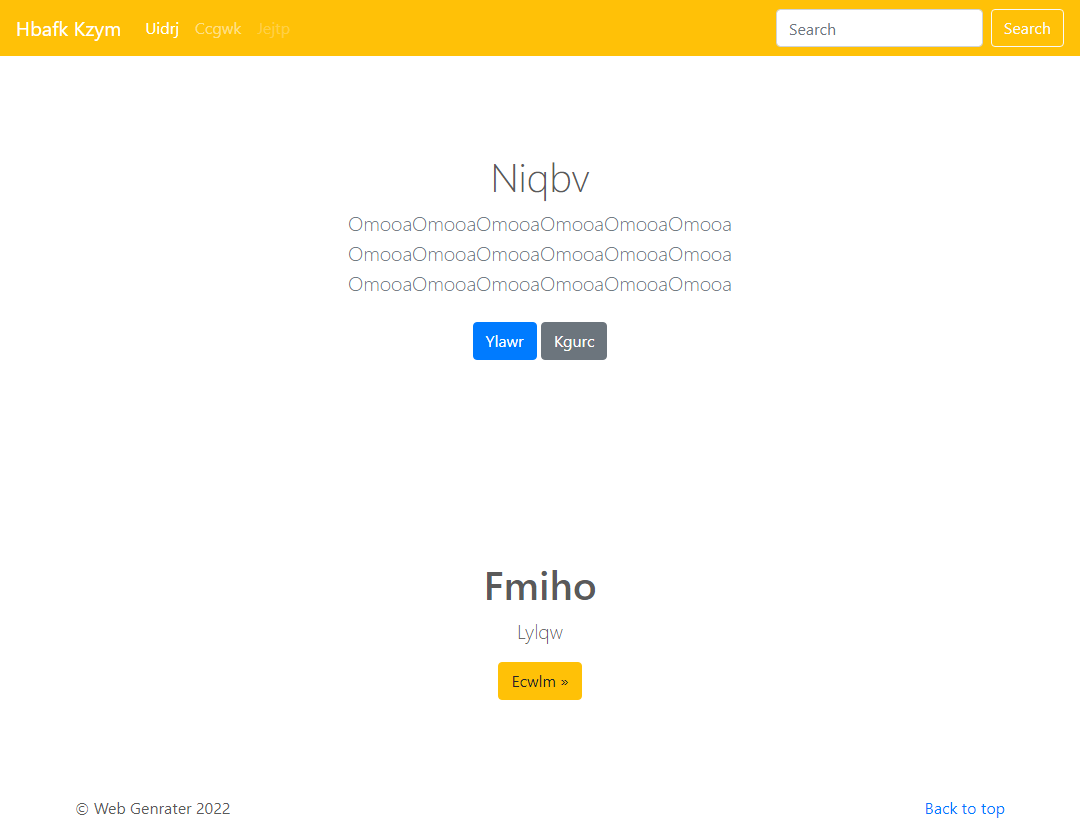 Hbafk Kzym Uidrj Ccgwk Jejtp Search Search
Niqbv
OmooaOmooaOmooaOmooaOmooaOmooa
OmooaOmooaOmooaOmooaOmooaOmooa
OmooaOmooaOmooaOmooaOmooaOmooa
Ylawr Kgurc
Fmiho
Lylqw
Ecwlm »
© Web Genrater 2022 Back to top